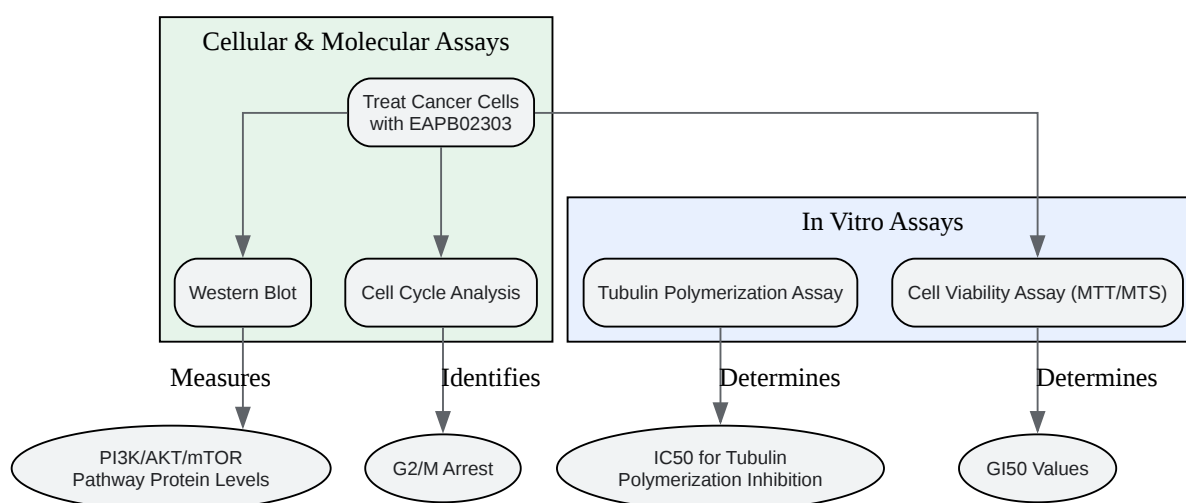 Cellular & Molecular Assays
Treat Cancer Cells
with EAPB02303
In Vitro Assays
Western Blot
Cell Cycle Analysis
Tubulin Polymerization Assay
Cell Viability Assay (MTT/MTS)
Measures
Identifies
Determines
Determines
PI3K/AKT/mTOR
Pathway Protein Levels
G2/M Arrest
IC50 for Tubulin
Polymerization Inhibition
GI50 Values